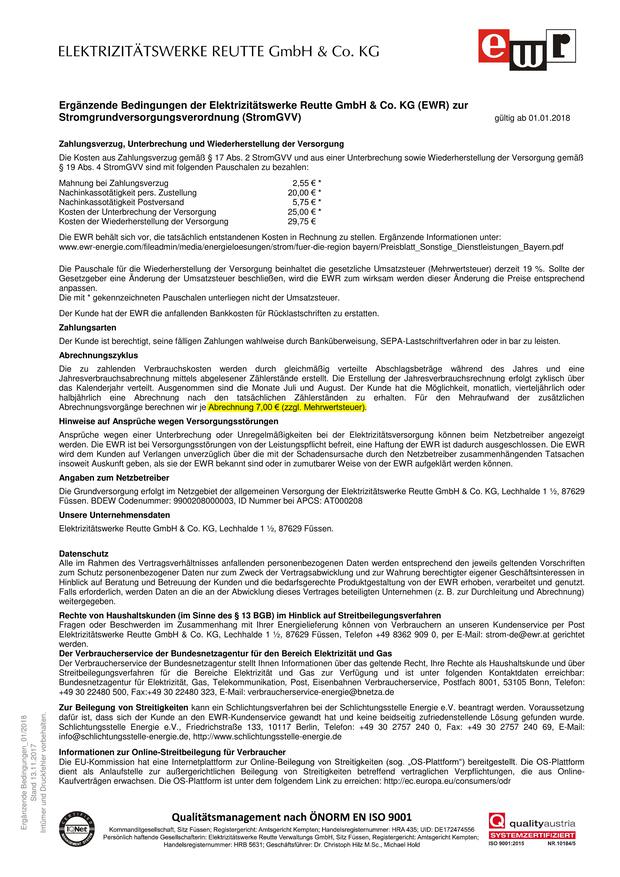 ELEKTRIZITÄTSWERKE REUTTE GmbH & Co. KG
ewr
Ergänzende Bedingungen der Elektrizitätswerke Reutte GmbH & Co. KG (EWR) zur
Stromgrundversorgungsverordnung (StromGVV)
gültig ab 01.01.2018
Zahlungsverzug, Unterbrechung und Wiederherstellung der Versorgung
Die Kosten aus Zahlungsverzug gemäß § 17 Abs. 2 StromGVV und aus einer Unterbrechung sowie Wiederherstellung der Versorgung gemäß
§ 19 Abs. 4 StromGVV sind mit folgenden Pauschalen zu bezahlen:
Mahnung bei Zahlungsverzug 2,55 € *
Nachinkassotätigkeit pers. Zustellung 20,00 € *
Nachinkassotätigkeit Postversand 5,75 € *
Kosten der Unterbrechung der Versorgung 25,00 € *
Kosten der Wiederherstellung der Versorgung 29,75 €
Die EWR behält sich vor, die tatsächlich entstandenen Kosten in Rechnung zu stellen. Ergänzende Informationen unter:
www.ewr-energie.com/fileadmin/media/energieloesungen/strom/fuer-die-region bayern/Preisblatt_Sonstige_Dienstleistungen_Bayern.pdf
Die Pauschale für die Wiederherstellung der Versorgung beinhaltet die gesetzliche Umsatzsteuer (Mehrwertsteuer) derzeit 19 %. Sollte der
Gesetzgeber eine Änderung der Umsatzsteuer beschließen, wird die EWR zum wirksam werden dieser Änderung die Preise entsprechend
anpassen.
Die mit * gekennzeichneten Pauschalen unterliegen nicht der Umsatzsteuer.
Der Kunde hat der EWR die anfallenden Bankkosten für Rücklastschriften zu erstatten.
Zahlungsarten
Der Kunde ist berechtigt, seine fälligen Zahlungen wahlweise durch Banküberweisung, SEPA-Lastschriftverfahren oder in bar zu leisten.
Abrechnungszyklus
Die zu zahlenden Verbrauchskosten werden durch gleichmäßig verteilte Abschlagsbeträge während des Jahres und eine
Jahresverbrauchsabrechnung mittels abgelesener Zählerstände erstellt. Die Erstellung der Jahresverbrauchsrechnung erfolgt zyklisch über
das Kalenderjahr verteilt. Ausgenommen sind die Monate Juli und August. Der Kunde hat die Möglichkeit, monatlich, vierteljährlich oder
halbjährlich eine Abrechnung nach den tatsächlichen Zählerständen zu erhalten. Für den Mehraufwand der zusätzlichen
Abrechnungsvorgänge berechnen wir je Abrechnung 7,00 € (zzgl. Mehrwertsteuer).
Hinweise auf Ansprüche wegen Versorgungsstörungen
Ansprüche wegen einer Unterbrechung oder Unregelmäßigkeiten bei der Elektrizitätsversorgung können beim Netzbetreiber angezeigt
werden. Die EWR ist bei Versorgungsstörungen von der Leistungspflicht befreit, eine Haftung der EWR ist dadurch ausgeschlossen. Die EWR
wird dem Kunden auf Verlangen unverzüglich über die mit der Schadensursache durch den Netzbetreiber zusammenhängenden Tatsachen
insoweit Auskunft geben, als sie der EWR bekannt sind oder in zumutbarer Weise von der EWR aufgeklärt werden können.
Angaben zum Netzbetreiber
Die Grundversorgung erfolgt im Netzgebiet der allgemeinen Versorgung der Elektrizitätswerke Reutte GmbH & Co. KG, Lechhalde 1 ½, 87629
Füssen. BDEW Codenummer: 9900208000003, ID Nummer bei APCS: AT000208
Unsere Unternehmensdaten
Elektrizitätswerke Reutte GmbH & Co. KG, Lechhalde 1 ½, 87629 Füssen.
Datenschutz
Alle im Rahmen des Vertragsverhältnisses anfallenden personenbezogenen Daten werden entsprechend den jeweils geltenden Vorschriften
zum Schutz personenbezogener Daten nur zum Zweck der Vertragsabwicklung und zur Wahrung berechtigter eigener Geschäftsinteressen in
Hinblick auf Beratung und Betreuung der Kunden und die bedarfsgerechte Produktgestaltung von der EWR erhoben, verarbeitet und genutzt.
Falls erforderlich, werden Daten an die an der Abwicklung dieses Vertrages beteiligten Unternehmen (z. B. zur Durchleitung und Abrechnung)
weitergegeben.
Rechte von Haushaltskunden (im Sinne des § 13 BGB) im Hinblick auf Streitbeilegungsverfahren
Fragen oder Beschwerden im Zusammenhang mit Ihrer Energielieferung können von Verbrauchern an unseren Kundenservice per Post
Elektrizitätswerke Reutte GmbH & Co. KG, Lechhalde 1 ½, 87629 Füssen, Telefon +49 8362 909 0, per E-Mail: strom-de@ewr.at gerichtet
werden.
Der Verbraucherservice der Bundesnetzagentur für den Bereich Elektrizität und Gas
Der Verbraucherservice der Bundesnetzagentur stellt Ihnen Informationen über das geltende Recht, Ihre Rechte als Haushaltskunde und über
Streitbeilegungsverfahren für die Bereiche Elektrizität und Gas zur Verfügung und ist unter folgenden Kontaktdaten erreichbar:
Bundesnetzagentur für Elektrizität, Gas, Telekommunikation, Post, Eisenbahnen Verbraucherservice, Postfach 8001, 53105 Bonn, Telefon:
+49 30 22480 500, Fax:+49 30 22480 323, E-Mail: verbraucherservice-energie@bnetza.de
Zur Beilegung von Streitigkeiten kann ein Schlichtungsverfahren bei der Schlichtungsstelle Energie e.V. beantragt werden. Voraussetzung
dafür ist, dass sich der Kunde an den EWR-Kundenservice gewandt hat und keine beidseitig zufriedenstellende Lösung gefunden wurde.
Schlichtungsstelle Energie e.V., Friedrichstraße 133, 10117 Berlin, Telefon: +49 30 2757 240 0, Fax: +49 30 2757 240 69, E-Mail:
info@schlichtungsstelle-energie.de, http://www.schlichtungsstelle-energie.de
Informationen zur Online-Streitbeilegung für Verbraucher
Die EU-Kommission hat eine Internetplattform zur Online-Beilegung von Streitigkeiten (sog. „OS-Plattform") bereitgestellt. Die OS-Plattform
dient als Anlaufstelle zur außergerichtlichen Beilegung von Streitigkeiten betreffend vertraglichen Verpflichtungen, die aus Online-
Kaufverträgen erwachsen. Die OS-Plattform ist unter dem folgendem Link zu erreichen: http://ec.europa.eu/consumers/odr
Ergänzende Bedingungen_01/2018
Stand 13.11.2017
Irrtümer und Druckfehler vorbehalten.
IQNet
Qualitätsmanagement nach ÖNORM EN ISO 9001
Kommanditgesellschaft, Sitz Füssen; Registergericht: Amtsgericht Kempten; Handelsregisternummer: HRA 435; UID: DE172474556
Persönlich haftende Gesellschafterin: Elektrizitätswerke Reutte Verwaltungs GmbH, Sitz Füssen, Registergericht: Amtsgericht Kempten;
Handelsregisternummer: HRB 5631; Geschäftsführer: Dr. Christoph Hilz M.Sc., Michael Hold
qualityaustria
SYSTEMZERTIFIZIERT
ISO 9001:2015 NR.10184/5